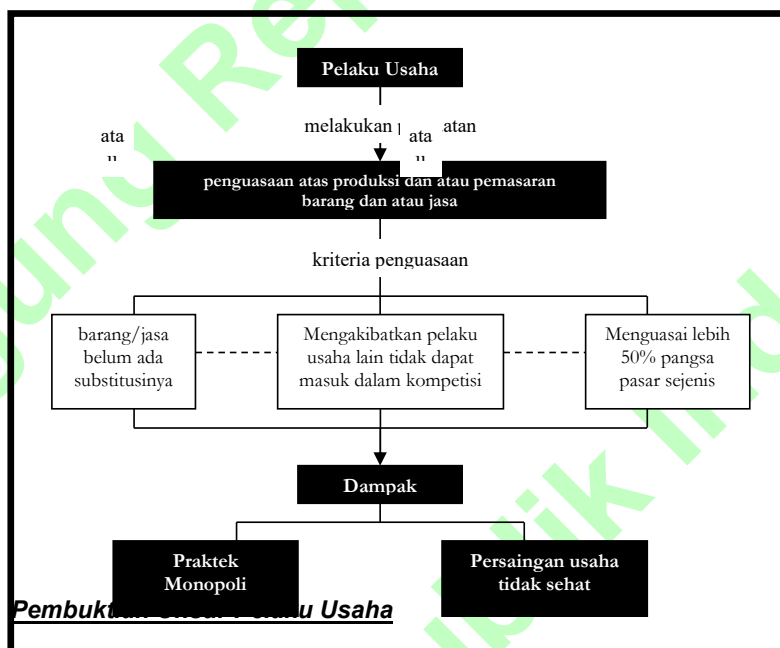 Pelaku Usaha
melakukan
ata
ata
penguasaan atas produksi dan atau pemasaran
barang dan atau jasa
kriteria penguasaan
barang/jasa
belum ada
substitusinya
Mengakibatkan pelaku
usaha lain tidak dapat
masuk dalam kompetisi
Menguasai lebih
50% pangsa
pasar sejenis
Dampak
Praktek
Monopoli
Persaingan usaha
tidak sehat
Pelaku Usaha